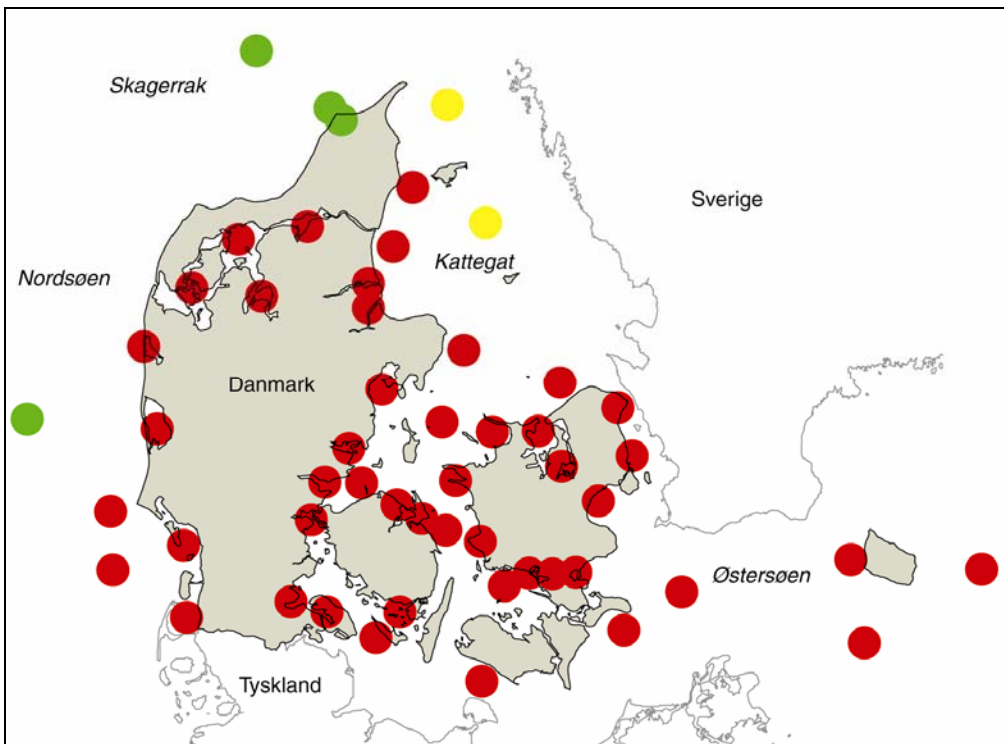 Skagerrak
Sverige
Kattegat
Nordsøen
Danmark
Østersøen
Tyskland